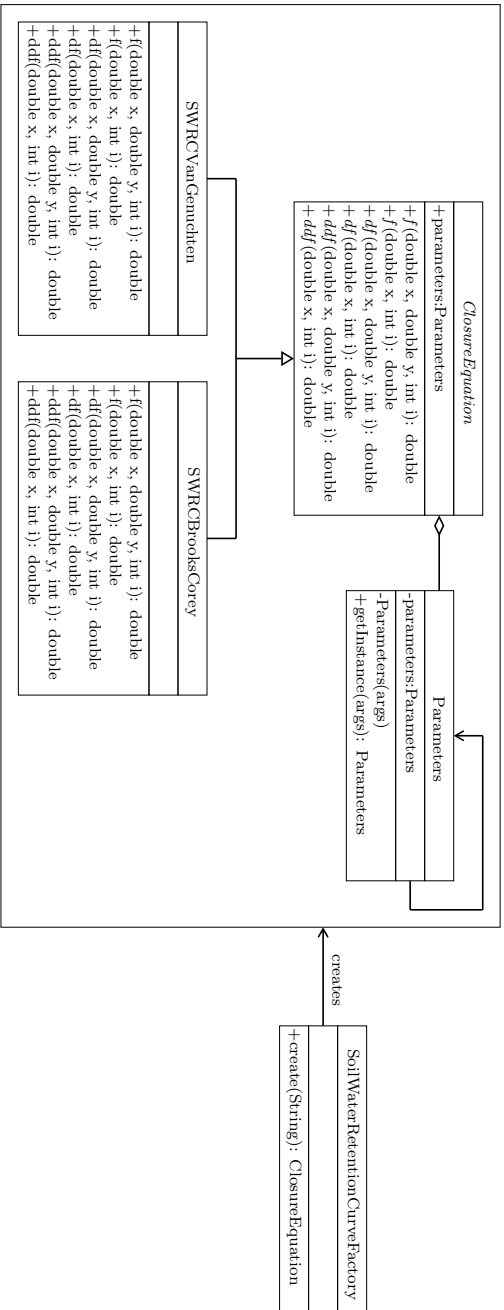 ClosureEquation
+parameters:Parameters
+f(double x, double y, int i): double
+f(double x, int i): double
+df(double x, double y, int i): double
+df(double x, int i): double
+ddf(double x, double y, int i): double
+ddf(double x, int i): double
Parameters
-parameters:Parameters
-Parameters(args)
+getInstance(args): Parameters
SWRCVanGenuchten
+f(double x, double y, int i): double
+f(double x, int i): double
+df(double x, double y, int i): double
+df(double x, int i): double
+ddf(double x, double y, int i): double
+ddf(double x, int i): double
SWRCBrooksCorey
+f(double x, double y, int i): double
+f(double x, int i): double
+df(double x, double y, int i): double
+df(double x, int i): double
+ddf(double x, double y, int i): double
+ddf(double x, int i): double
creates
SoilWaterRetentionCurveFactory
+create(String): ClosureEquation